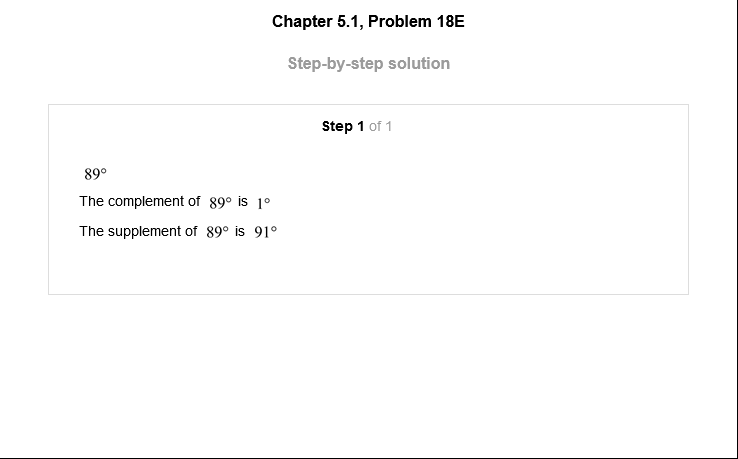 Chapter 5.1, Problem 18E
Step-by-step solution
Step 1 of 1
89°
The complement of 89° is 1°
The supplement of 89° is 91°